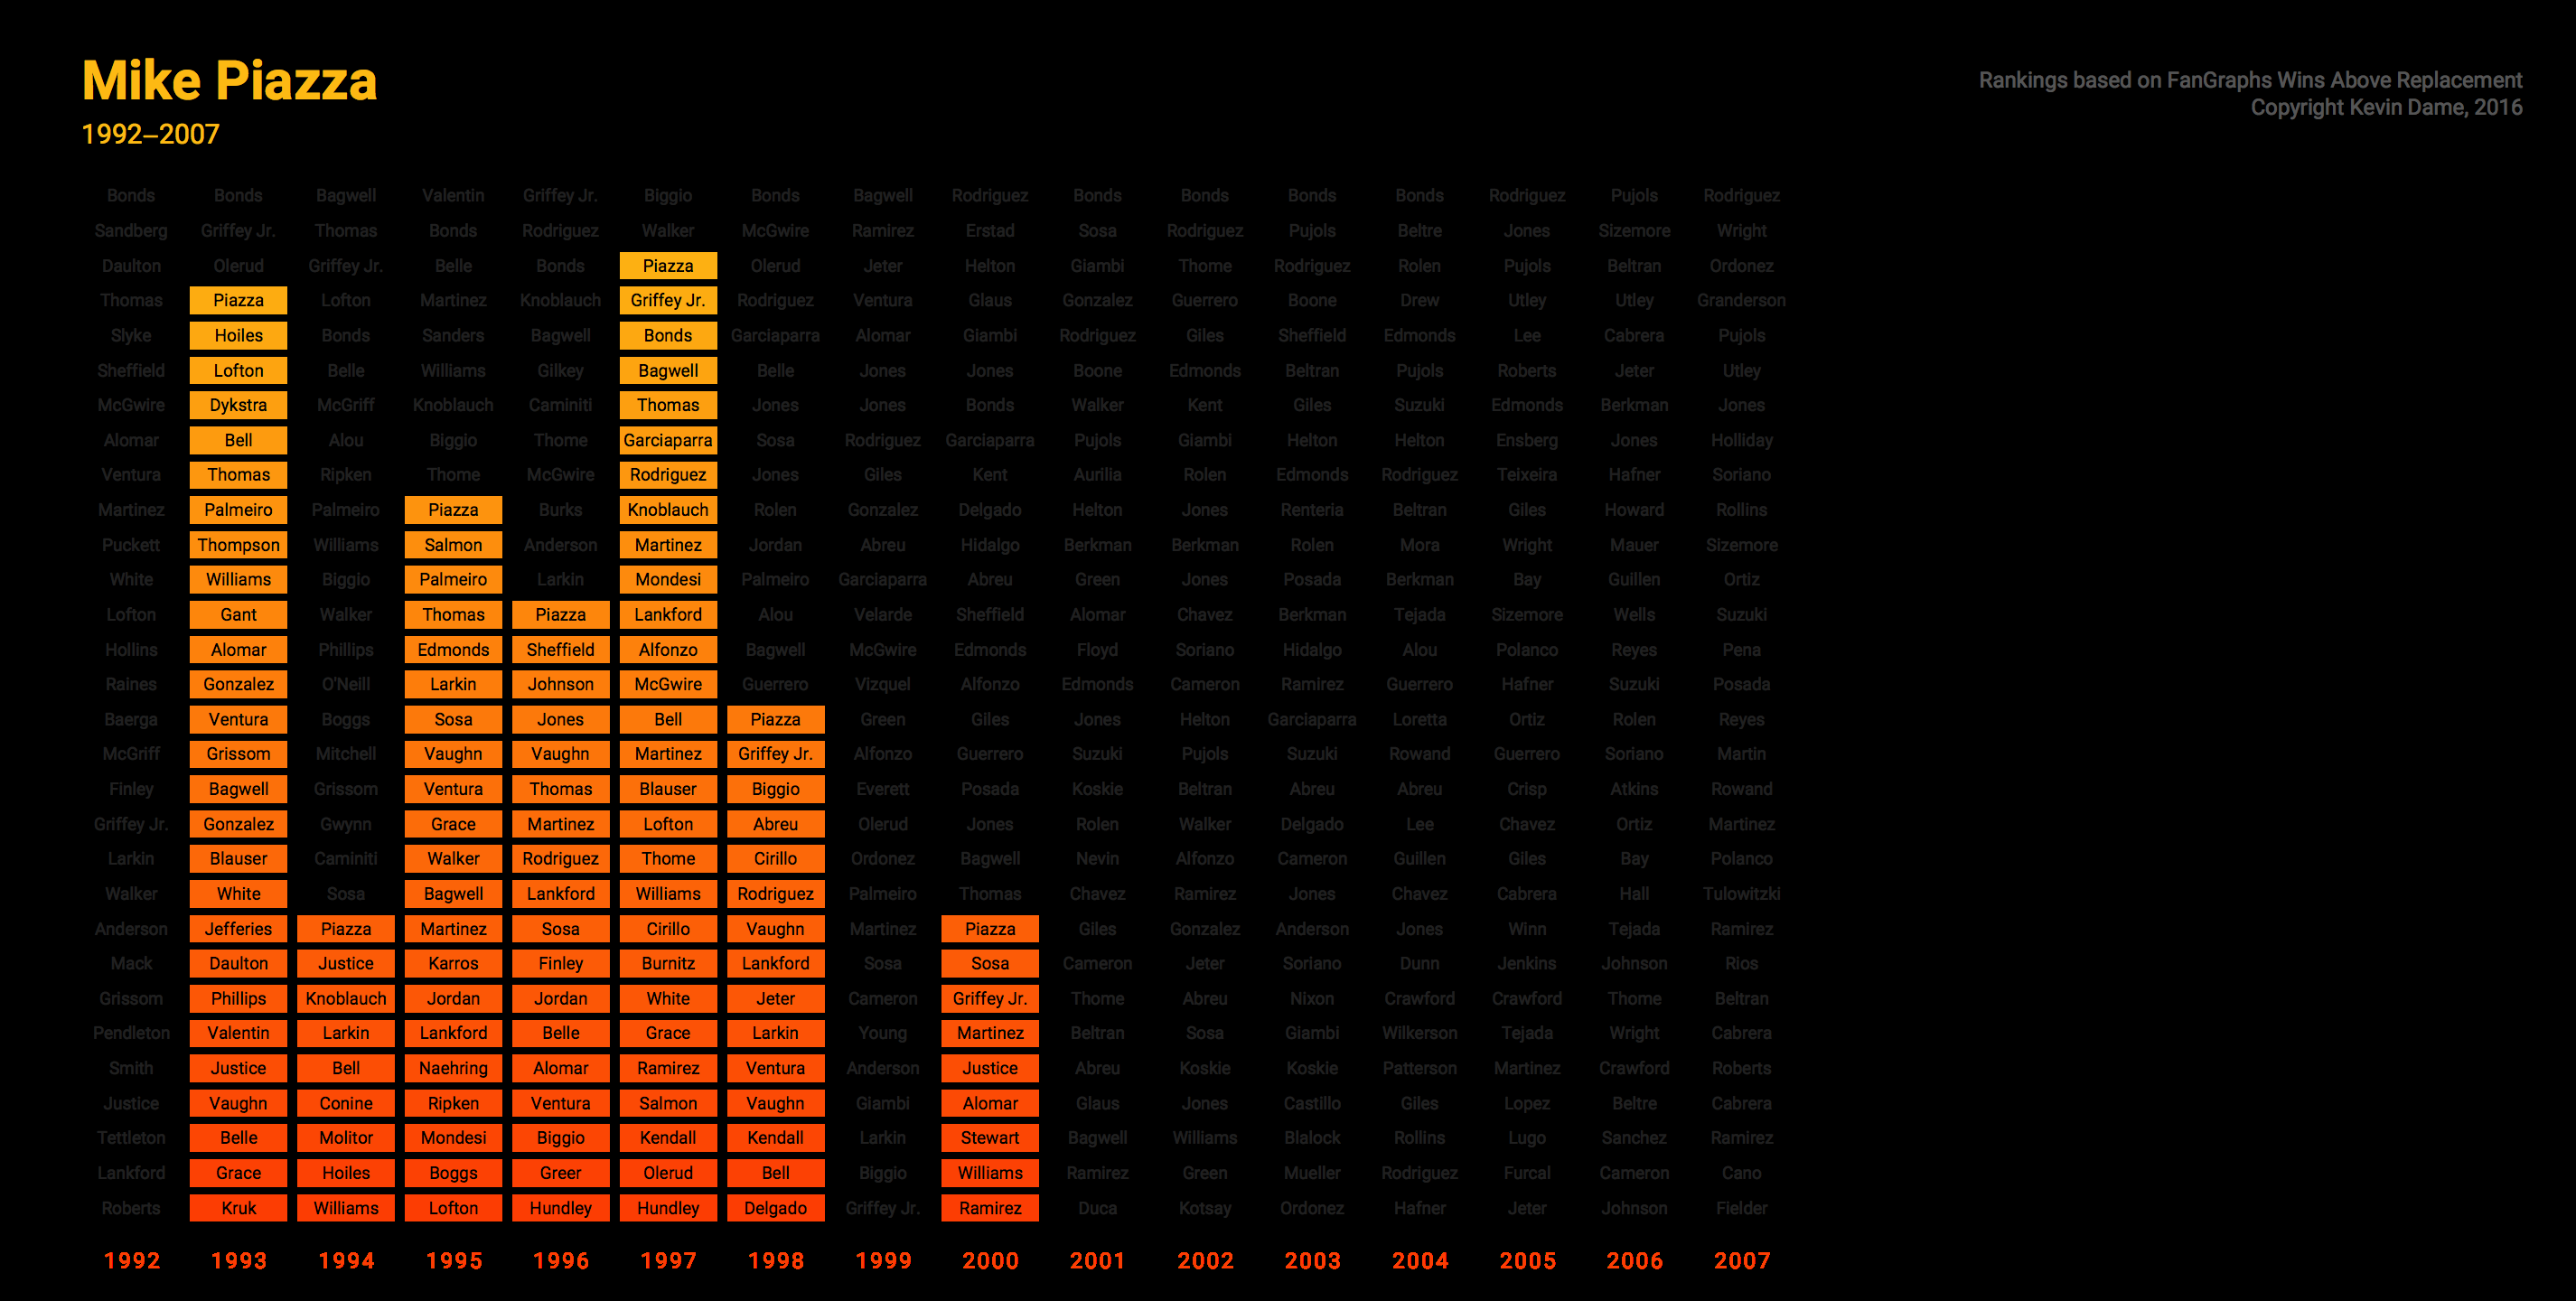 Mike Piazza
1992–2007
Rankings based on FanGraphs Wins Above Replacement
Copyright Kevin Dame, 2016
Bonds Bonds Bagwell Valentin Griffey Jr. Biggio Bonds Bagwell Rodriguez Bonds Bonds Bonds Bonds Rodriguez Pujols Rodriguez
Sandberg Griffey Jr. Thomas Bonds Rodriguez Walker McGwire Ramirez Erstad Sosa Rodriguez Pujols Beltre Jones Sizemore Wright
Daulton Olerud Griffey Jr. Belle Bonds Piazza Olerud Jeter Helton Giambi Thome Rodriguez Rolen Pujols Beltran Ordonez
Thomas Piazza Lofton Martinez Knoblauch Griffey Jr. Rodriguez Ventura Glaus Gonzalez Guerrero Boone Drew Utley Utley Granderson
Slyke Hoiles Bonds Sanders Bagwell Bonds Garciaparra Alomar Giambi Rodriguez Giles Sheffield Edmonds Lee Cabrera Pujols
Sheffield Lofton Belle Williams Gilkey Bagwell Belle Jones Jones Boone Edmonds Beltran Pujols Roberts Jeter Utley
McGwire Dykstra McGriff Knoblauch Caminiti Thomas Jones Jones Bonds Walker Kent Giles Suzuki Edmonds Berkman Jones
Alomar Bell Alou Biggio Thome Garciaparra Sosa Rodriguez Garciaparra Pujols Giambi Helton Helton Ensberg Jones Holliday
Ventura Thomas Ripken Thome McGwire Rodriguez Jones Giles Kent Aurilia Rolen Edmonds Rodriguez Teixeira Hafner Soriano
Martinez Palmeiro Palmeiro Piazza Burks Knoblauch Rolen Gonzalez Delgado Helton Jones Renteria Beltran Giles Howard Rollins
Puckett Thompson Williams Salmon Anderson Martinez Jordan Abreu Hidalgo Berkman Berkman Rolen Mora Wright Mauer Sizemore
White Williams Biggio Palmeiro Larkin Mondesi Palmeiro Garciaparra Abreu Green Jones Posada Berkman Bay Guillen Ortiz
Lofton Gant Walker Thomas Piazza Lankford Alou Velarde Sheffield Alomar Chavez Berkman Tejada Sizemore Wells Suzuki
Hollins Alomar Phillips Edmonds Sheffield Alfonzo Bagwell McGwire Edmonds Floyd Soriano Hidalgo Alou Polanco Reyes Pena
Raines Gonzalez O'Neill Larkin Johnson McGwire Guerrero Vizquel Alfonzo Edmonds Cameron Ramirez Guerrero Hafner Suzuki Posada
Baerga Ventura Boggs Sosa Jones Bell Piazza Green Giles Jones Helton Garciaparra Loretta Ortiz Rolen Reyes
McGriff Grissom Mitchell Vaughn Vaughn Martinez Griffey Jr. Alfonzo Guerrero Suzuki Pujols Suzuki Rowand Guerrero Soriano Martin
Finley Bagwell Grissom Ventura Thomas Blauser Biggio Everett Posada Koskie Beltran Abreu Abreu Crisp Atkins Rowand
Griffey Jr. Gonzalez Gwynn Grace Martinez Lofton Abreu Olerud Jones Rolen Walker Delgado Lee Chavez Ortiz Martinez
Larkin Blauser Caminiti Walker Rodriguez Thome Cirillo Ordonez Bagwell Nevin Alfonzo Cameron Guillen Giles Bay Polanco
Walker White Sosa Bagwell Lankford Williams Rodriguez Palmeiro Thomas Chavez Ramirez Jones Chavez Cabrera Hall Tulowitzki
Anderson Jefferies Piazza Martinez Sosa Cirillo Vaughn Martinez Piazza Giles Gonzalez Anderson Jones Winn Tejada Ramirez
Mack Daulton Justice Karros Finley Burnitz Lankford Sosa Sosa Cameron Jeter Soriano Dunn Jenkins Johnson Rios
Grissom Phillips Knoblauch Jordan Jordan White Jeter Cameron Griffey Jr. Thome Abreu Nixon Crawford Crawford Thome Beltran
Pendleton Valentin Larkin Lankford Belle Grace Larkin Young Martinez Beltran Sosa Giambi Wilkerson Tejada Wright Cabrera
Smith Justice Bell Naehring Alomar Ramirez Ventura Anderson Justice Abreu Koskie Koskie Patterson Martinez Crawford Roberts
Justice Vaughn Conine Ripken Ventura Salmon Vaughn Giambi Alomar Glaus Jones Castillo Giles Lopez Beltre Cabrera
Tettleton Belle Molitor Mondesi Biggio Kendall Kendall Larkin Stewart Bagwell Williams Blalock Rollins Lugo Sanchez Ramirez
Lankford Grace Hoiles Boggs Greer Olerud Bell Biggio Williams Ramirez Green Mueller Rodriguez Furcal Cameron Cano
Roberts Kruk Williams Lofton Hundley Hundley Delgado Griffey Jr. Ramirez Duca Kotsay Ordonez Hafner Jeter Johnson Fielder
1992 1993 1994 1995 1996 1997 1998 1999 2000 2001 2002 2003 2004 2005 2006 2007